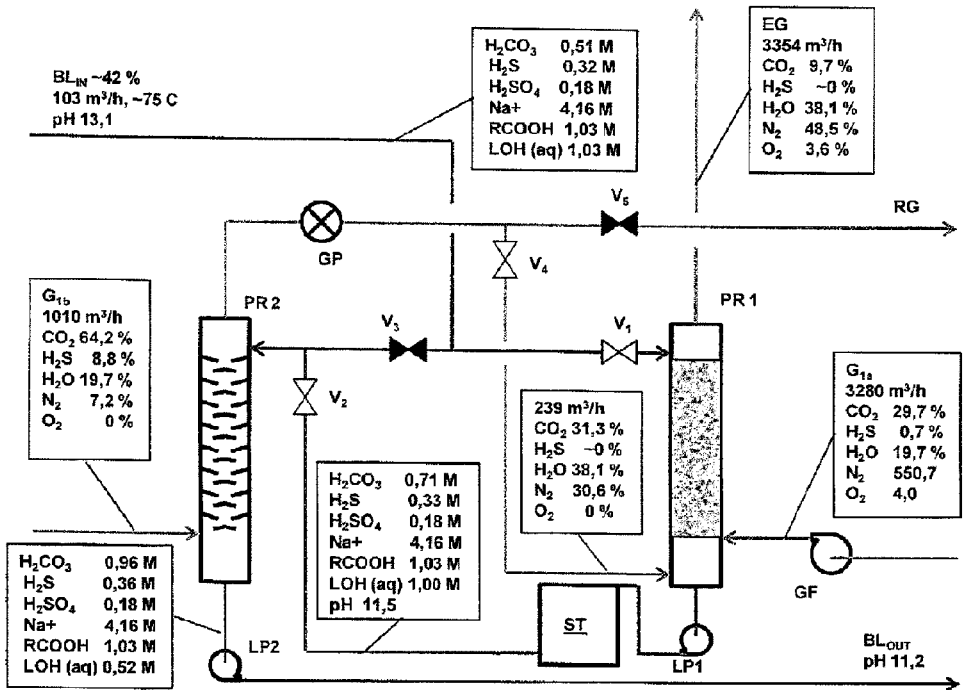 BL_IN ~42 %
103 m³/h, ~75 C
pH 13,1
H₂CO₃ 0,51 M
H₂S 0,32 M
H₂SO₄ 0,18 M
Na+ 4,16 M
RCOOH 1,03 M
LOH (aq) 1,03 M
EG
3354 m³/h
CO₂ 9,7 %
H₂S ~0 %
H₂O 38,1 %
N₂ 48,5 %
O₂ 3,6 %
V₅
RG
GP
V₄
G₁b
1010 m³/h
CO₂ 64,2 %
H₂S 8,8 %
H₂O 19,7 %
N₂ 7,2 %
O₂ 0 %
PR 2
V₃
V₁
PR 1
V₂
G₁a
3280 m³/h
CO₂ 29,7 %
H₂S 0,7 %
H₂O 19,7 %
N₂ 550,7
O₂ 4,0
239 m³/h
CO₂ 31,3 %
H₂S ~0 %
H₂O 38,1 %
N₂ 30,6 %
O₂ 0 %
H₂CO₃ 0,71 M
H₂S 0,33 M
H₂SO₄ 0,18 M
Na+ 4,16 M
RCOOH 1,03 M
LOH (aq) 1,00 M
pH 11,5
H₂CO₃ 0,96 M
H₂S 0,36 M
H₂SO₄ 0,18 M
Na+ 4,16 M
RCOOH 1,03 M
LOH (aq) 0,52 M
GF
ST
LP2
LP1
BL_OUT
pH 11,2